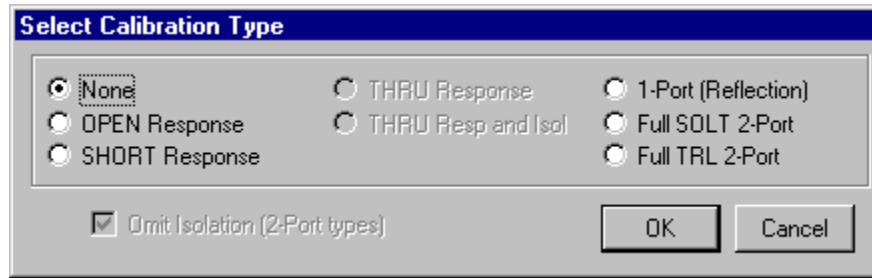 Select Calibration Type
None
OPEN Response
SHORT Response
THRU Response
THRU Resp and Isol
1-Port (Reflection)
Full SOLT 2-Port
Full TRL 2-Port
Omit Isolation (2-Port types)
OK
Cancel